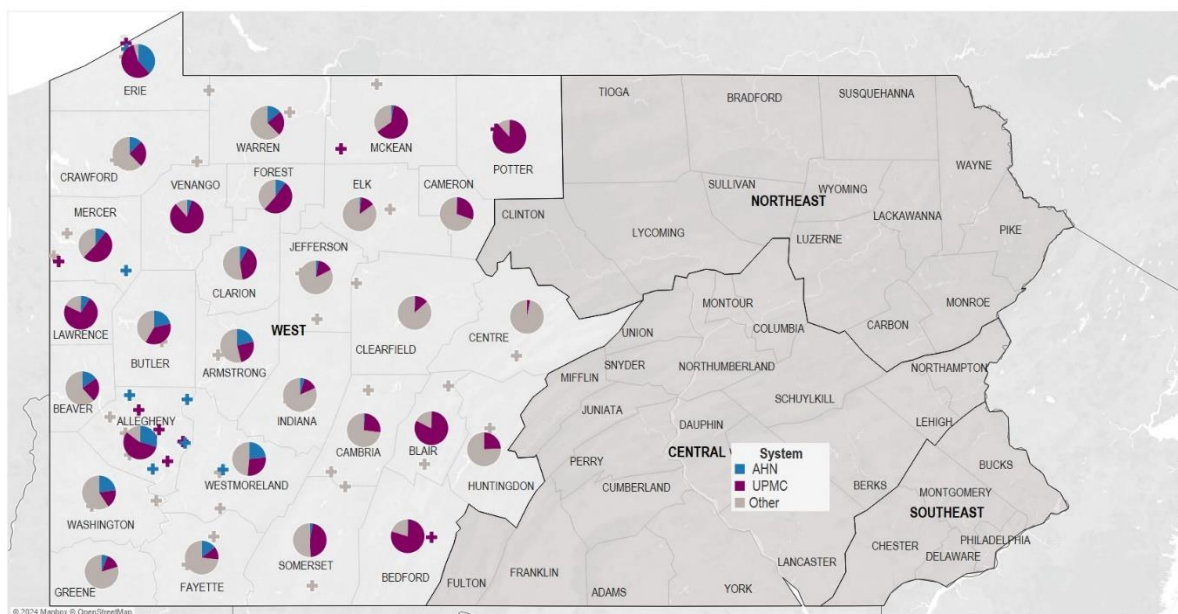 ERIE
TIOGA
BRADFORD
SUSQUEHANNA
WARREN
MCKEAN
POTTER
WAYNE
CRAWFORD
VENANGO
FOREST
ELK
CAMERON
SULLIVAN
WYOMING
NORTHEAST
LACKAWANNA
MERCER
CLINTON
LYCOMING
LUZERNE
PIKE
JEFFERSON
CLARION
MONTOUR
MONROE
LAWRENCE
BUTLER
WEST
CLEARFIELD
CENTRE
UNION
COLUMBIA
CARBON
ARMSTRONG
SNYDER
NORTHUMBERLAND
NORTHAMPTON
MIFFLIN
BEAVER
ALLEGHENY
INDIANA
JUNIATA
SCHUYLKILL
LEHIGH
CAMBRIA
BLAIR
DAUPHIN
CENTRAL
System
AHN
UPMC
Other
PERRY
BUCKS
WESTMORELAND
HUNTINGDON
CUMBERLAND
BERKS
MONTGOMERY
WASHINGTON
SOUTHEAST
CHESTER
PHILADELPHIA
DELAWARE
GREENE
FAYETTE
SOMERSET
BEDFORD
FULTON
FRANKLIN
ADAMS
YORK
LANCASTER
© 2024 Mapbox © OpenStreetMap